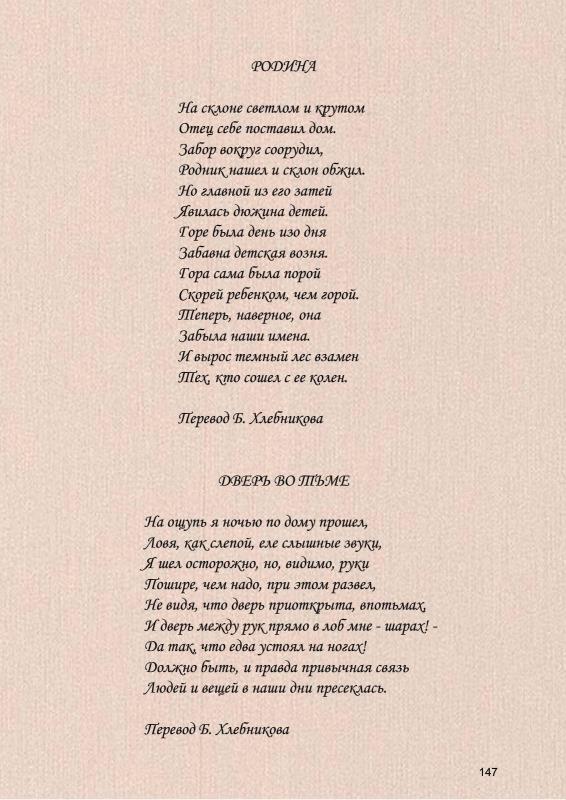 РОДИНА
На склоне светлом и крутом
Отец себе поставил дом.
Забор вокруг соорудил,
Родник нашел и склон обжил.
Но главной из его затей
Явилась дюжина детей.
Горе была день изо дня
Забавна детская возня.
Гора сама была порой
Скорей ребенком, чем горой.
Теперь, наверное, она
Забыла наши имена.
И вырос темный лес взамен
Тех, кто сошел с ее колен.
Перевод Б. Хлебникова
ДВЕРЬ ВО ТЬМЕ
На ощупь я ночью по дому прошел,
Ловя, как слепой, еле слышные звуки,
Я шел осторожно, но, видимо, руки
Пошире, чем надо, при этом развел,
Не видя, что дверь приоткрыта, впотьмах,
И дверь между рук прямо в лоб мне - шарах! -
Да так, что едва устоял на ногах!
Должно быть, и правда привычная связь
Людей и вещей в наши дни пресеклась.
Перевод Б. Хлебникова
147